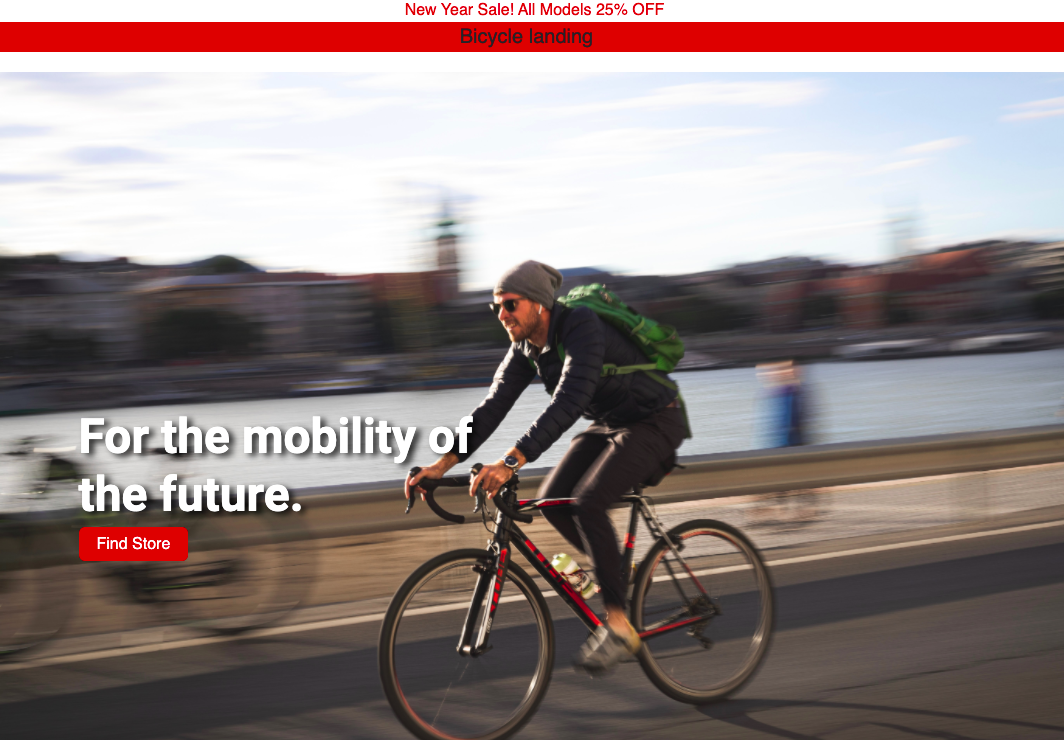 New Year Sale! All Models 25% OFF
Bicycle landing
For the mobility of
the future.
Find Store